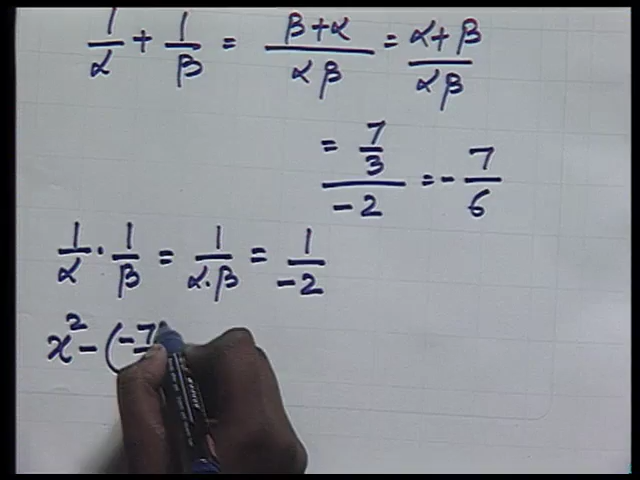 1/α + 1/β = β+α / αβ = α+β / αβ
= 7/3 / -2 = - 7/6
1/α · 1/β = 1/α.β = 1/-2
x² - (-7